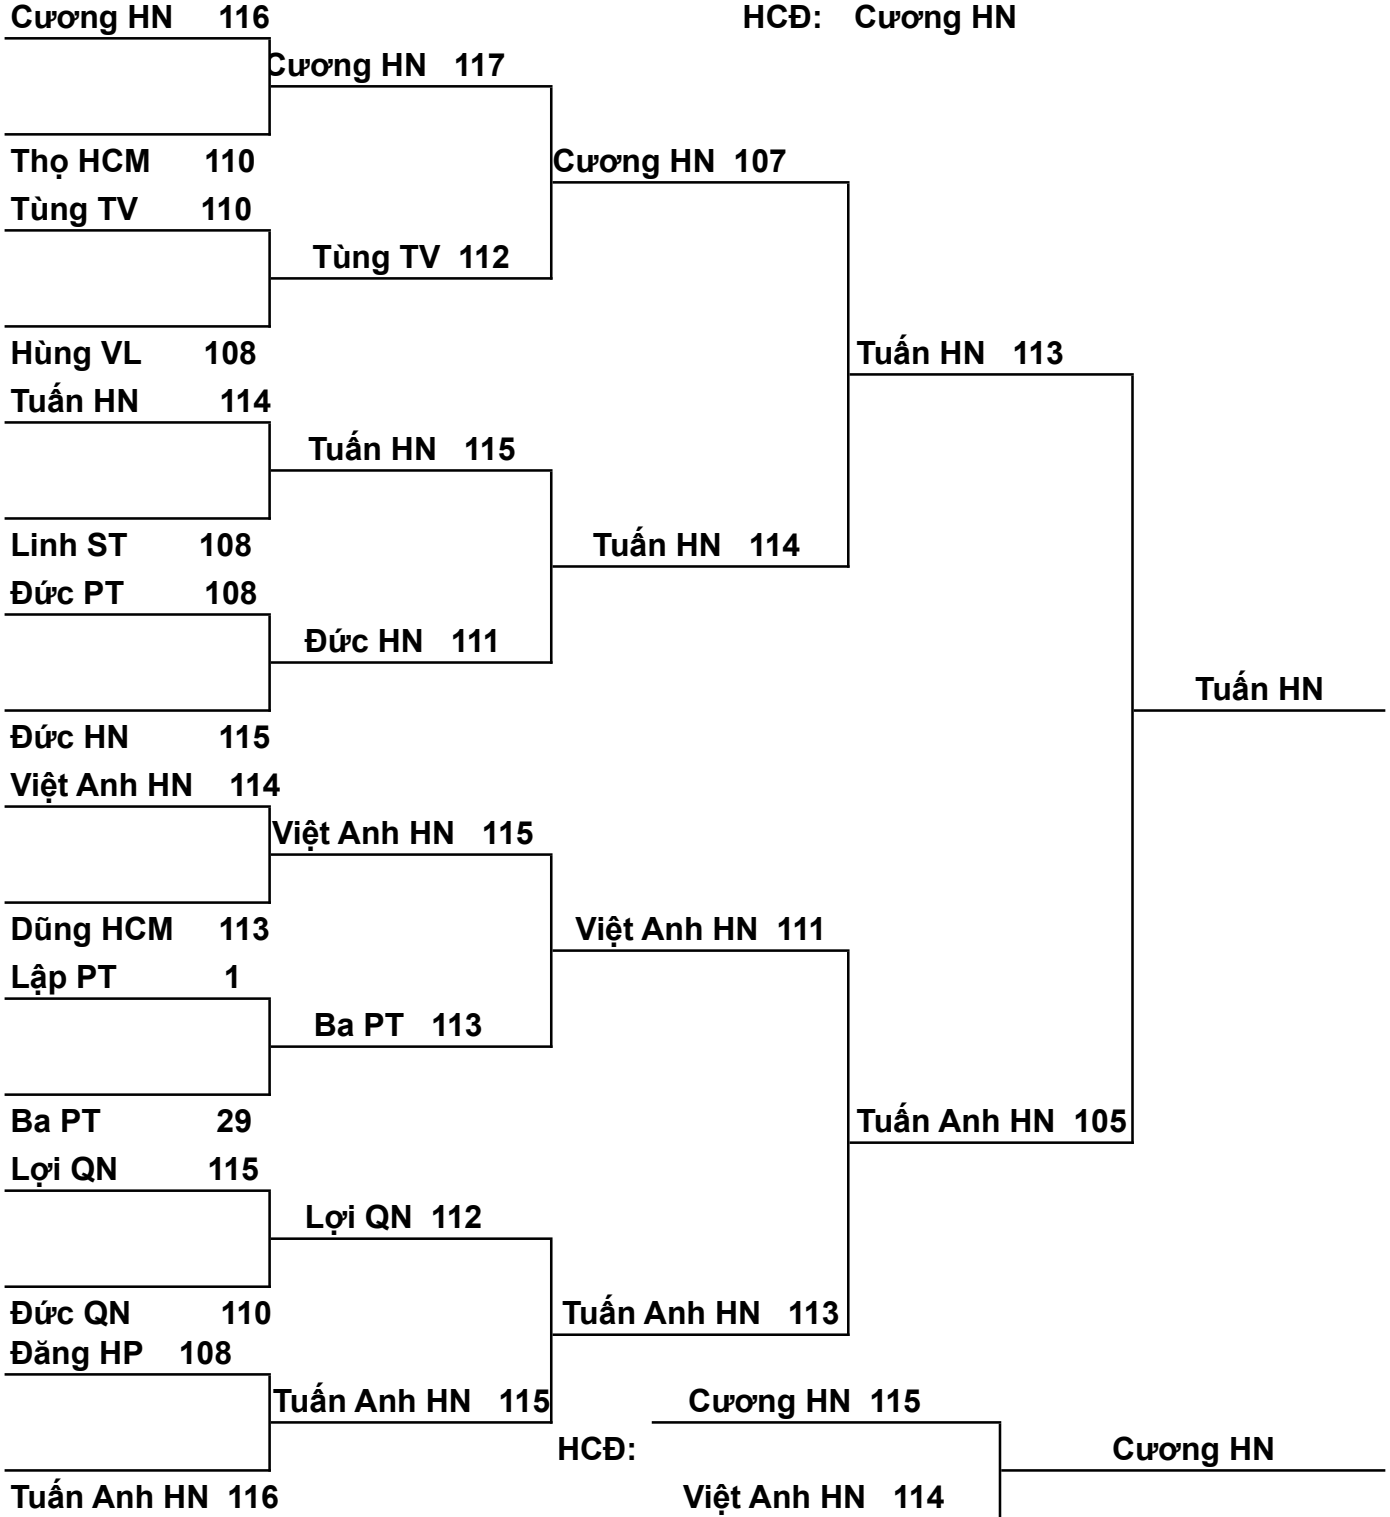 Cương HN 116 HCĐ: Cương HN
Cương HN 117
Thọ HCM 110 Cương HN 107
Tùng TV 110
Tùng TV 112
Hùng VL 108 Tuấn HN 113
Tuấn HN 114
Tuấn HN 115
Linh ST 108 Tuấn HN 114
Đức PT 108
Đức HN 111
Tuấn HN
Đức HN 115
Việt Anh HN 114
Việt Anh HN 115
Dũng HCM 113 Việt Anh HN 111
Lập PT 1
Ba PT 113
Ba PT 29 Tuấn Anh HN 105
Lợi QN 115
Lợi QN 112
Đức QN 110 Tuấn Anh HN 113
Đăng HP 108
Tuấn Anh HN 115 Cương HN 115
HCĐ: Cương HN
Tuấn Anh HN 116 Việt Anh HN 114